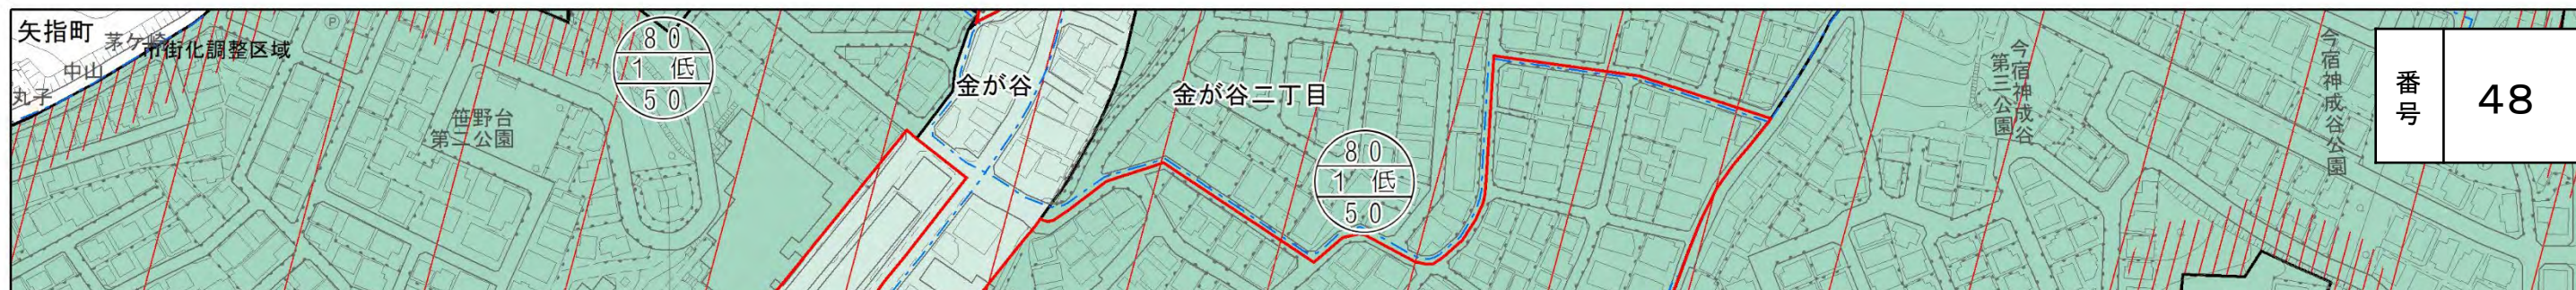 矢指町
茅ケ崎
市街化調整区域
中山
丸子
笹野台
第二公園
80
1 低
50
金が谷
金が谷二丁目
80
1 低
50
今宿神成谷
第三公園
今宿神成谷公園
番号
48
P